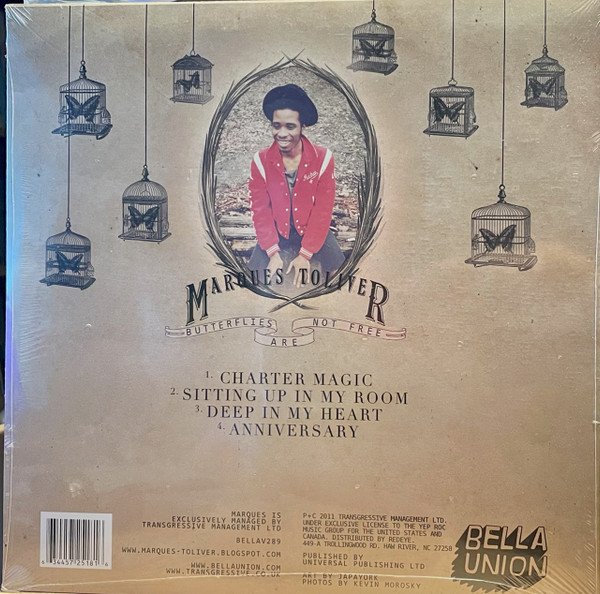 MARQUES TOLIVER
BUTTERFLIES ARE NOT FREE
1. CHARTER MAGIC
2. SITTING UP IN MY ROOM
3. DEEP IN MY HEART
4. ANNIVERSARY
MARQUES IS
EXCLUSIVELY MANAGED BY
TRANSGRESSIVE MANAGEMENT LTD
BELLAV289
WWW.MARQUES-TOLIVER.BLOGSPOT.COM
WWW.BELLAUNION.COM
WWW.TRANSGRESSIVE.CO.UK
P+C 2011 TRANSGRESSIVE MANAGEMENT LTD.
UNDER EXCLUSIVE LICENSE TO THE YEP ROC
MUSIC GROUP FOR THE UNITED STATES AND
CANADA. DISTRIBUTED BY REDEYE.
449-A TROLLINGWOOD RD. HAW RIVER, NC 27258
PUBLISHED BY
UNIVERSAL PUBLISHING LTD
ART BY JAPAYORK
PHOTOS BY KEVIN MOROSKY
BELLA
UNION
6 34457 25181 6